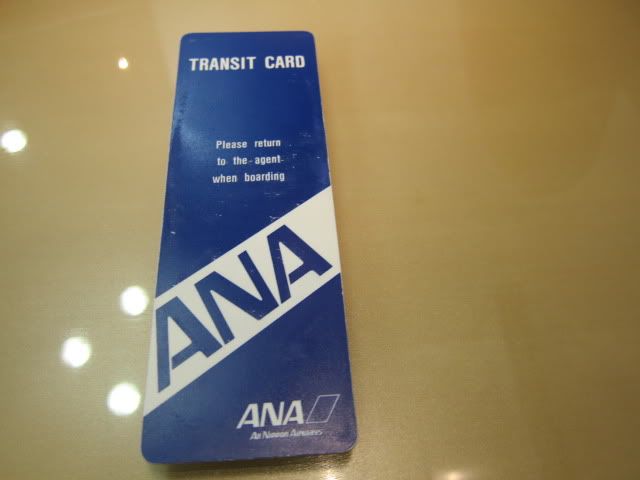 TRANSIT CARD
Please return
to the agent
when boarding
ANA
ANA
All Nippon Airways